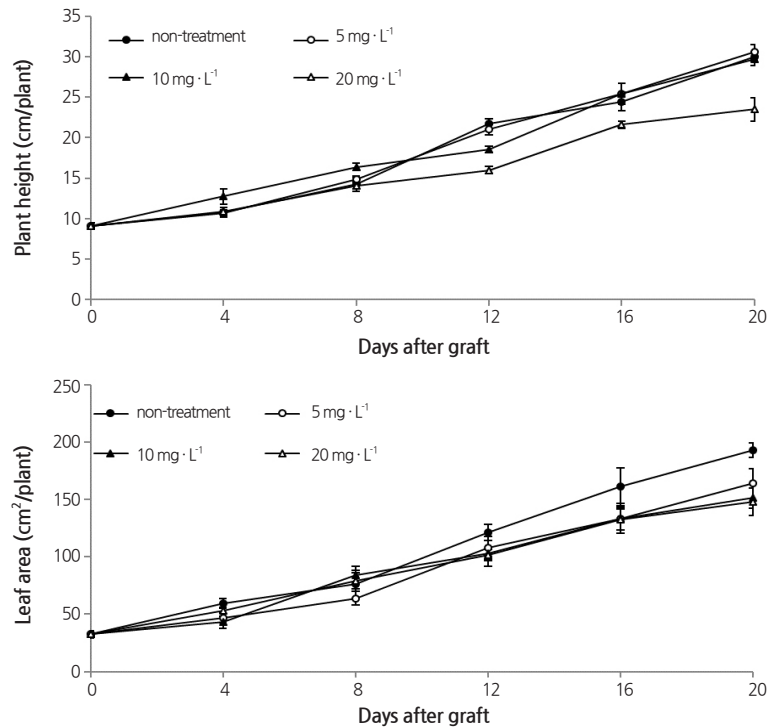 Plant height (cm/plant)
35
30
25
20
15
10
5
0
non-treatment
5 mg · L⁻¹
10 mg · L⁻¹
20 mg · L⁻¹
0 4 8 12 16 20
Days after graft
Leaf area (cm²/plant)
250
200
150
100
50
0
non-treatment
5 mg · L⁻¹
10 mg · L⁻¹
20 mg · L⁻¹
0 4 8 12 16 20
Days after graft